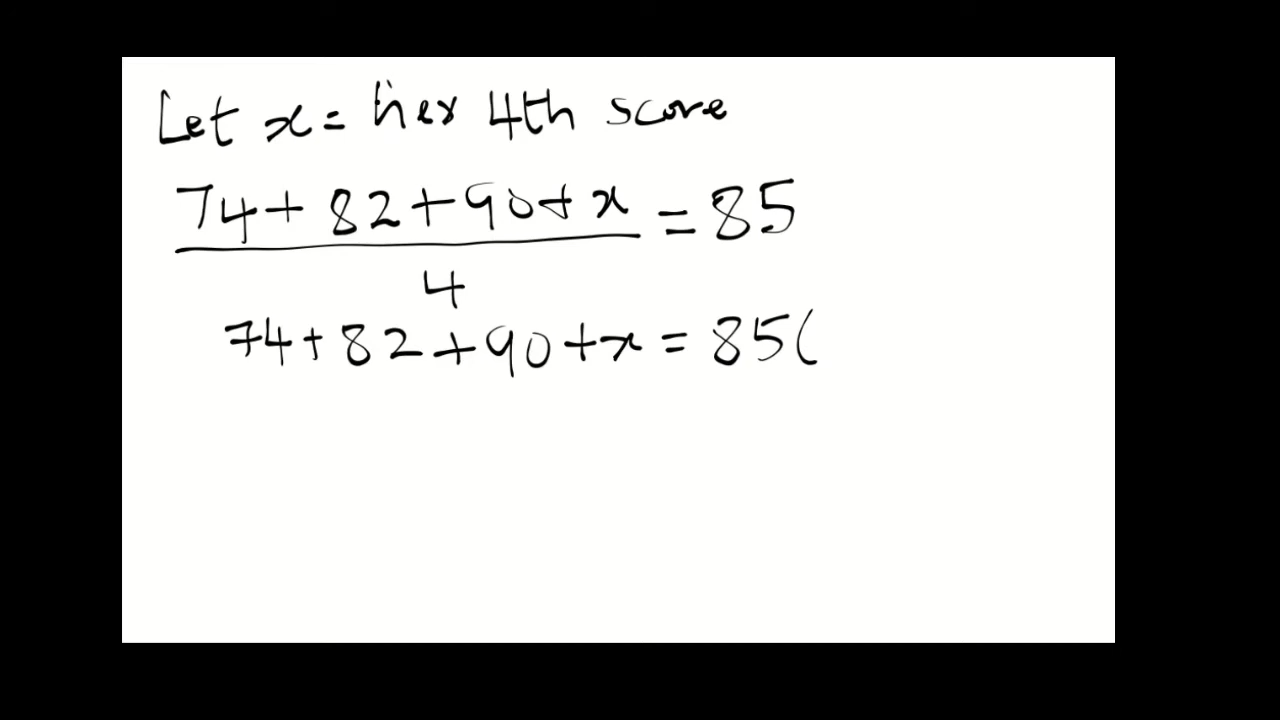 Let x = her 4th score
74 + 82 + 90 + x = 85
4
74 + 82 + 90 + x = 85(